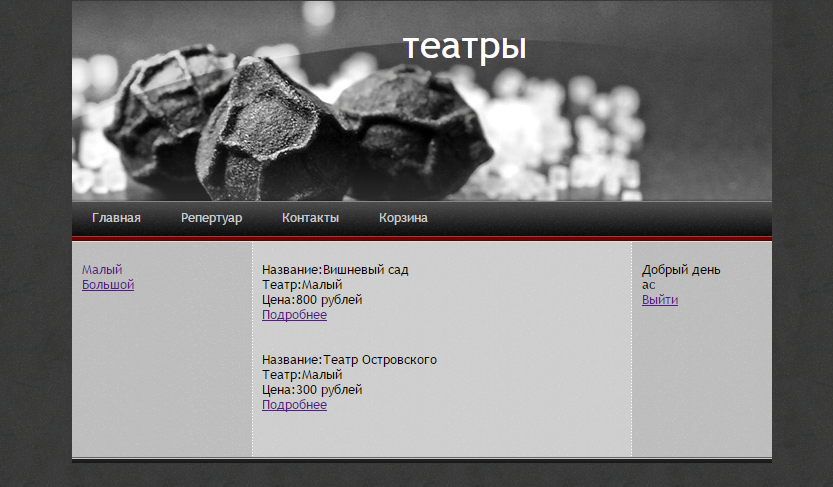 театры
Главная Репертуар Контакты Корзина
Малый
Большой
Название:Вишневый сад
Театр:Малый
Цена:800 рублей
Подробнее
Название:Театр Островского
Театр:Малый
Цена:300 рублей
Подробнее
Добрый день
ас
Выйти